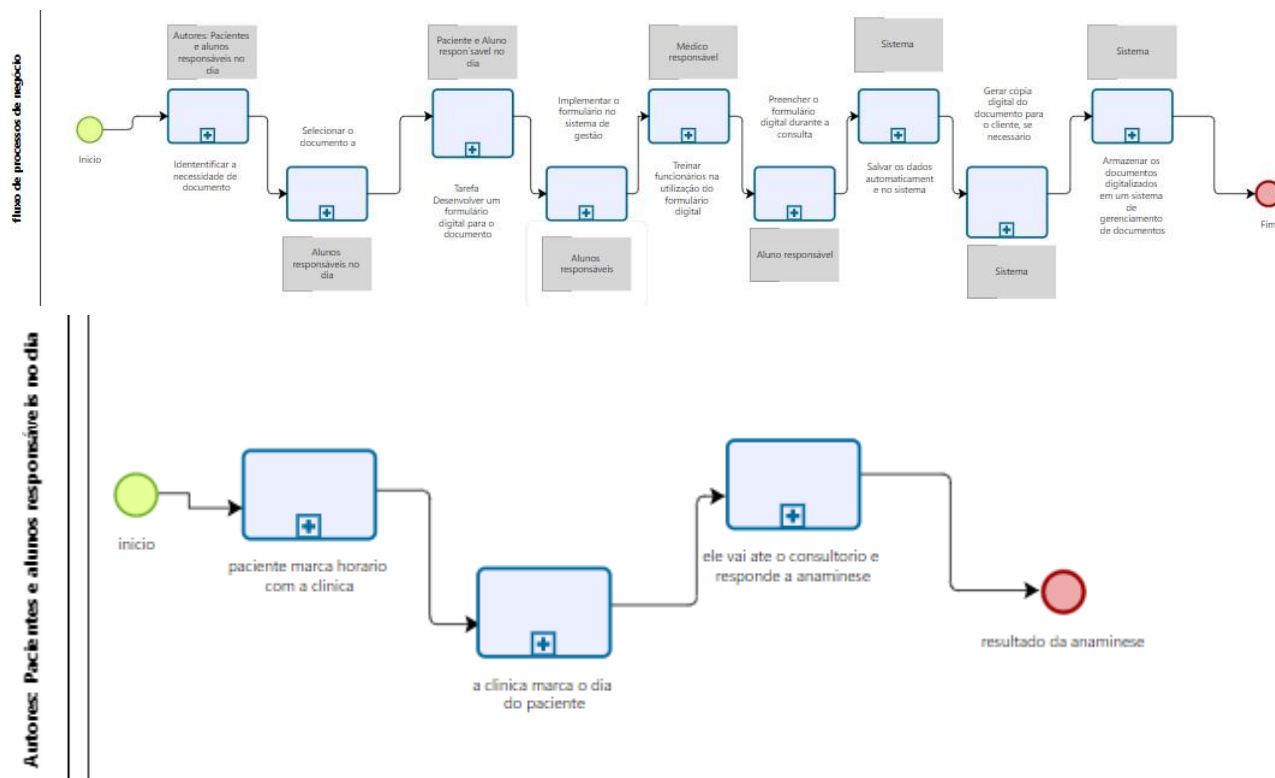 fluxo de processos de negócio
Autores: Pacientes
e alunos
responsáveis no
dia
Paciente e Aluno
respon´savel no
dia
Médico
responsável
Sistema
Sistema
Inicio
Idententificar a
necessidade de
documento
Selecionar o
documento a
Alunos
responsáveis no
dia
Tarefa
Desenvolver um
formulário
digital para o
documento
Implementar o
formulário no
sistema de
gestão
Alunos
responsáveis
Treinar
funcionários na
utilização do
formulário
digital
Preencher o
formulário
digital durante a
consulta
Aluno responsável
Salvar os dados
automaticament
e no sistema
Gerar cópia
digital do
documento para
o cliente, se
necessário
Sistema
Armazenar os
documentos
digitalizados
em um sistema
de
gerenciamento
de documentos
Fim
Autores: Pacientes e alunos responsáveis no dia
inicio
paciente marca horario
com a clinica
a clinica marca o dia
do paciente
ele vai ate o consultorio e
responde a anaminese
resultado da anaminese